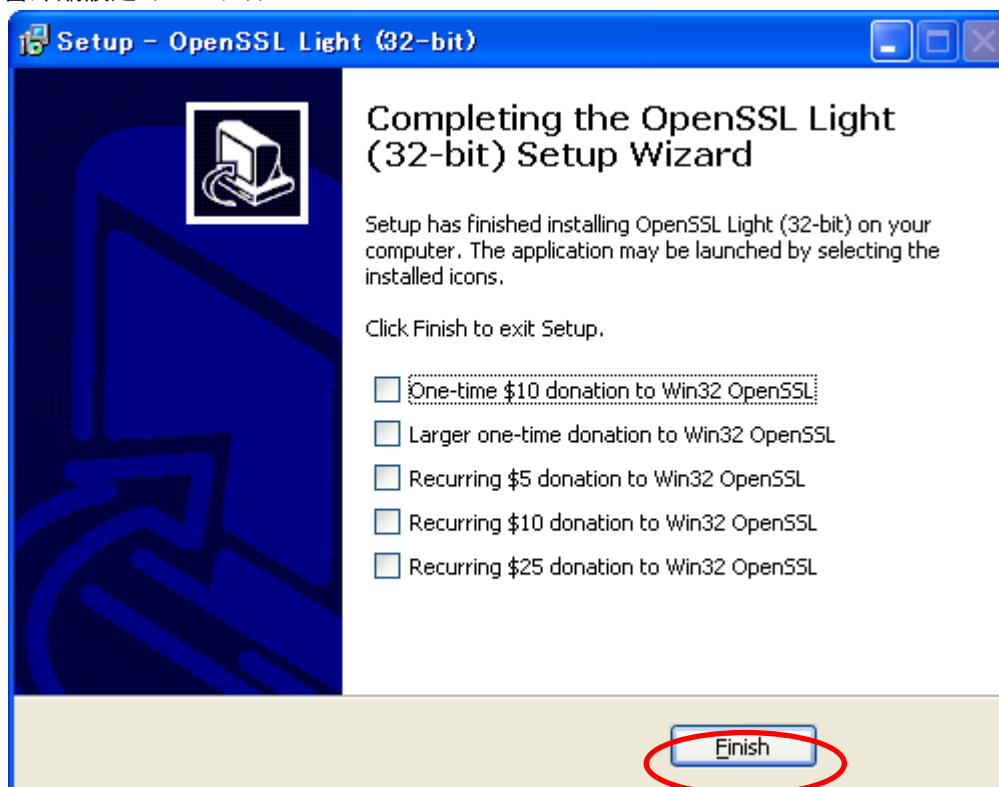 Setup - OpenSSL Light (32-bit)
Completing the OpenSSL Light
(32-bit) Setup Wizard
Setup has finished installing OpenSSL Light (32-bit) on your
computer. The application may be launched by selecting the
installed icons.
Click Finish to exit Setup.
One-time $10 donation to Win32 OpenSSL
Larger one-time donation to Win32 OpenSSL
Recurring $5 donation to Win32 OpenSSL
Recurring $10 donation to Win32 OpenSSL
Recurring $25 donation to Win32 OpenSSL
Finish